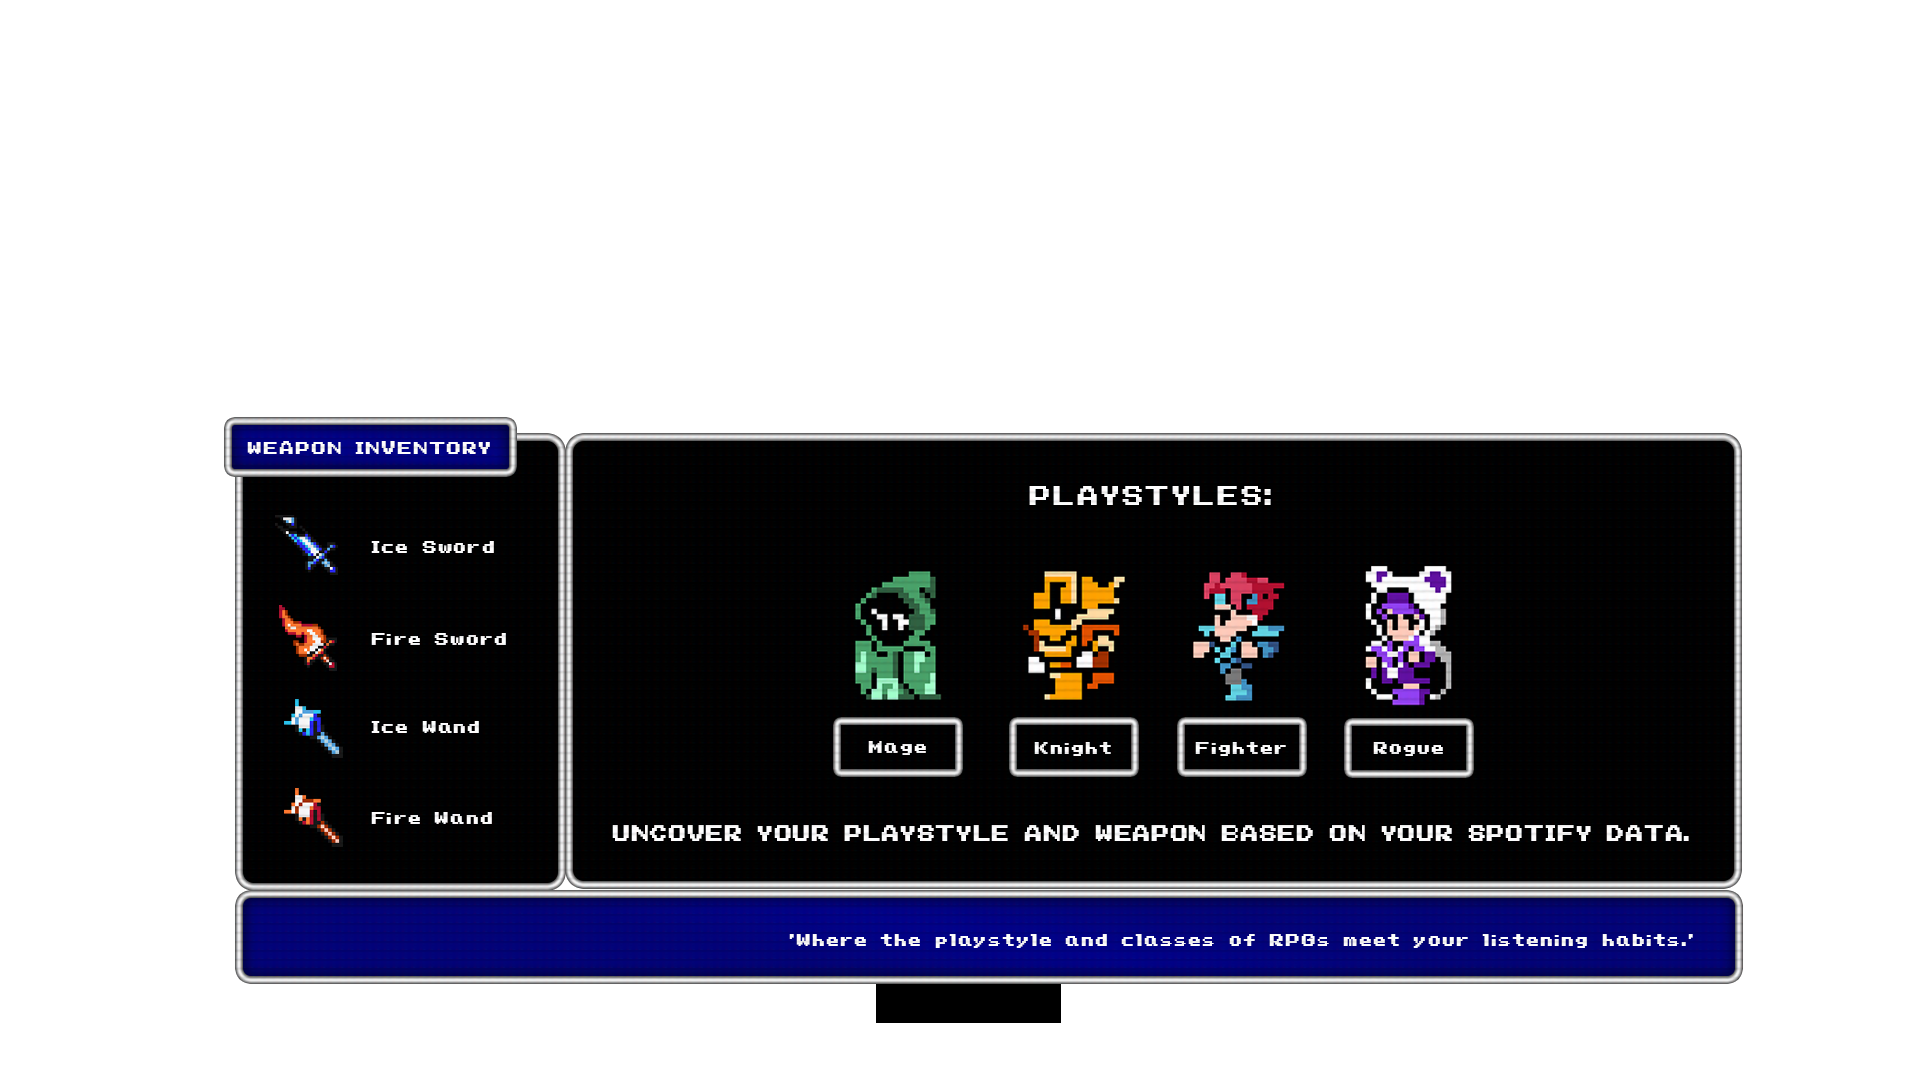 WEAPON INVENTORY
Ice Sword
Fire Sword
Ice Wand
Fire Wand
PLAYSTYLES:
Mage
Knight
Fighter
Rogue
UNCOVER YOUR PLAYSTYLE AND WEAPON BASED ON YOUR SPOTIFY DATA.
'Where the playstyle and classes of RPGs meet your listening habits.'